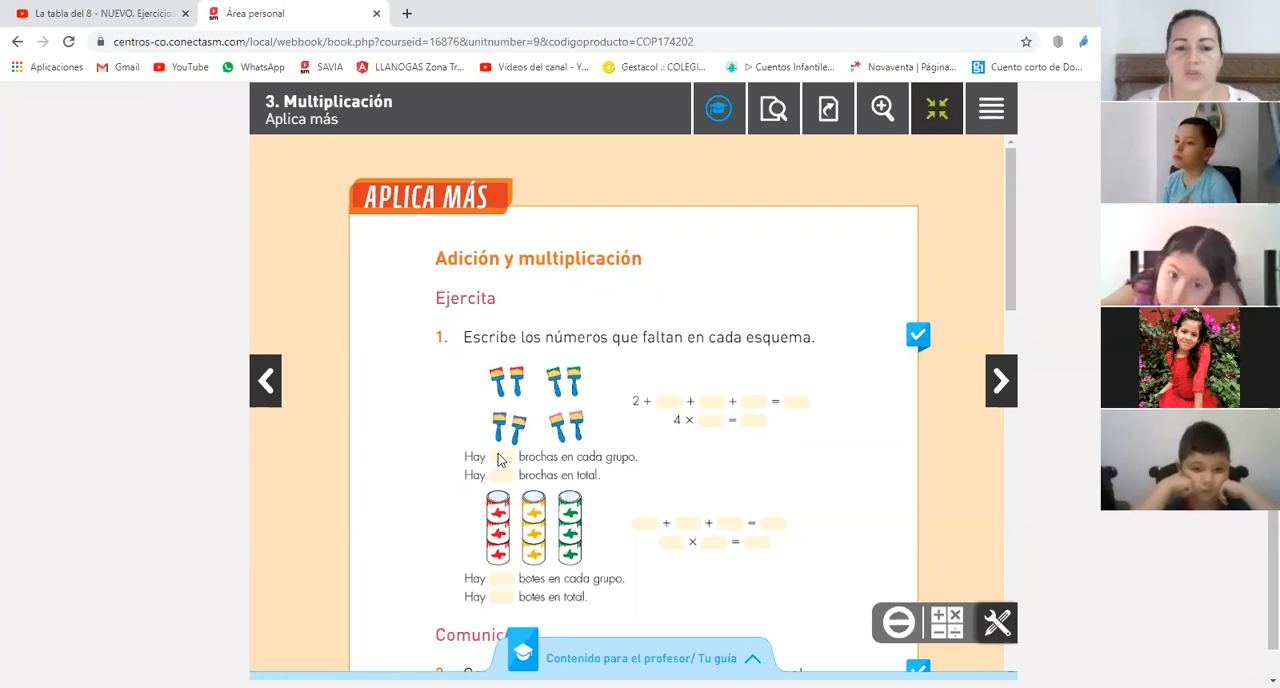 La tabla del 8 - NUEVO. Ejercicio
Área personal
centros-co.conectasm.com/local/webbook/book.php?courseid=16876&unitnumber=9&codigoproducto=COP174202
Aplicaciones
Gmail
YouTube
WhatsApp
SAVIA
LLANOGAS Zona Tr...
Vídeos del canal - Y...
Gestacol .: COLEGI...
Cuentos Infantile...
Novaventa | Página...
Cuento corto de Do...
3. Multiplicación
Aplica más
APLICA MÁS
Adición y multiplicación
Ejercita
1. Escribe los números que faltan en cada esquema.
2 + + + =
4 × =
Hay brochas en cada grupo.
Hay brochas en total.
+ + =
× =
Hay botes en cada grupo.
Hay botes en total.
Comunic
Contenido para el profesor/ Tu guía